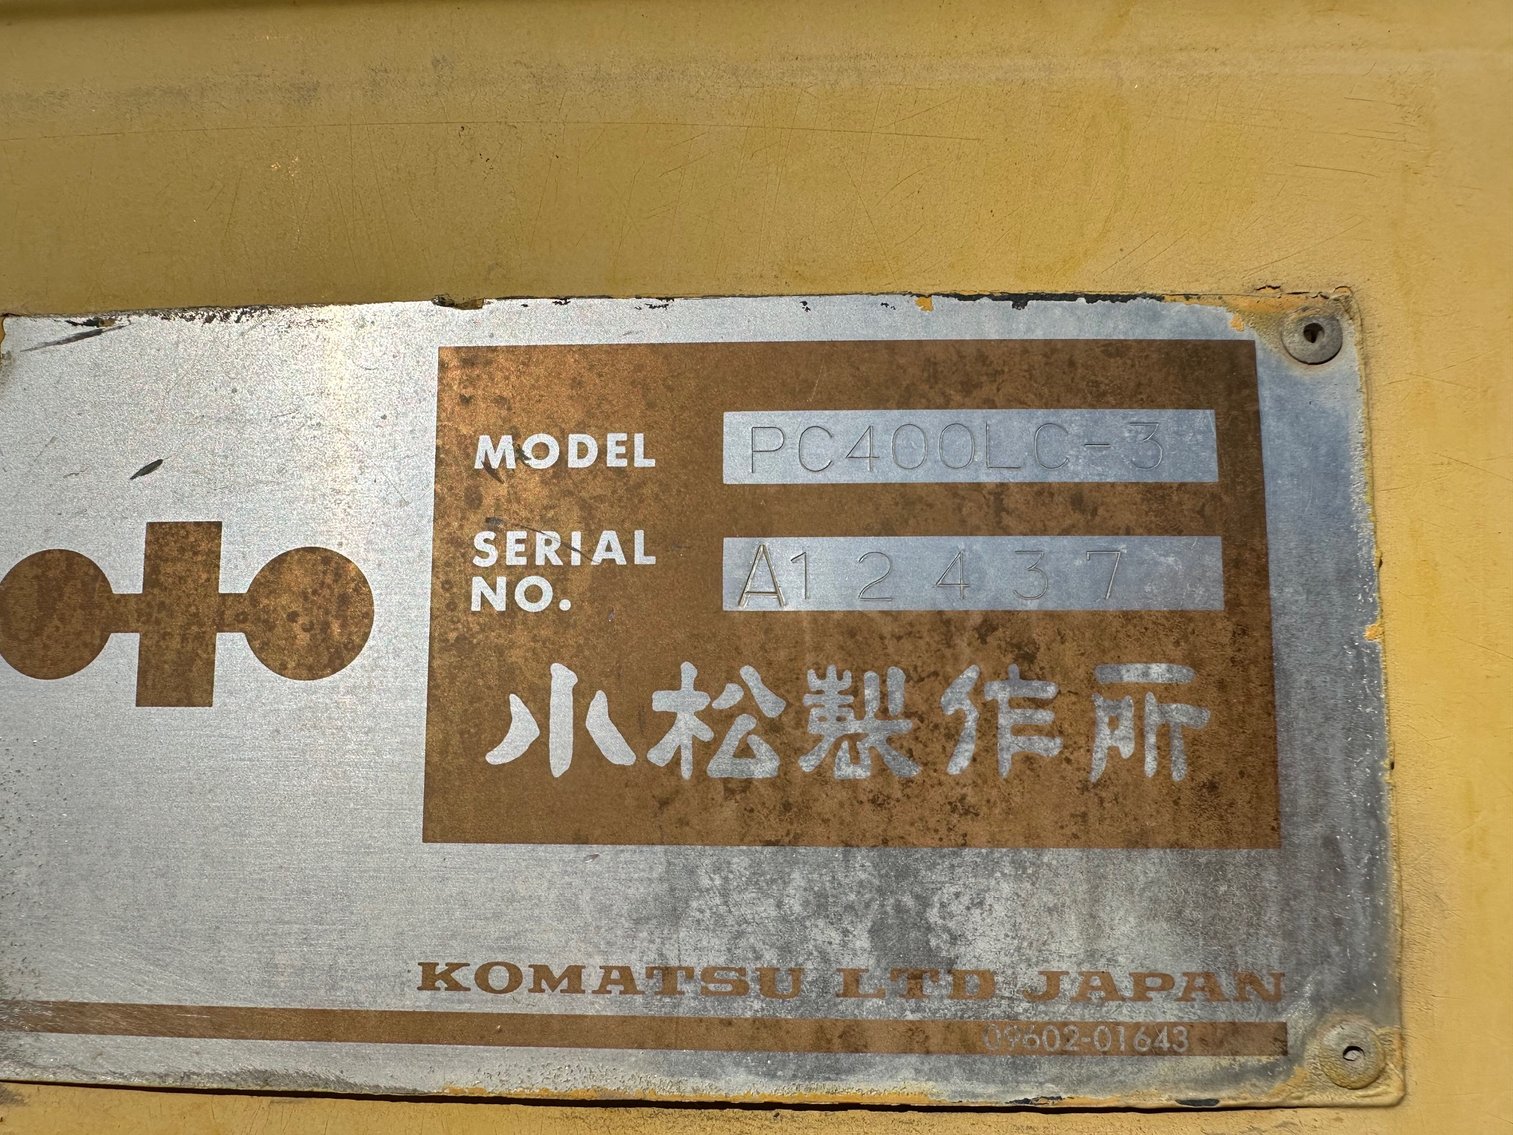 MODEL PC400LC-3
SERIAL NO. A12437
小松製作所
KOMATSU LTD JAPAN
09602-01643